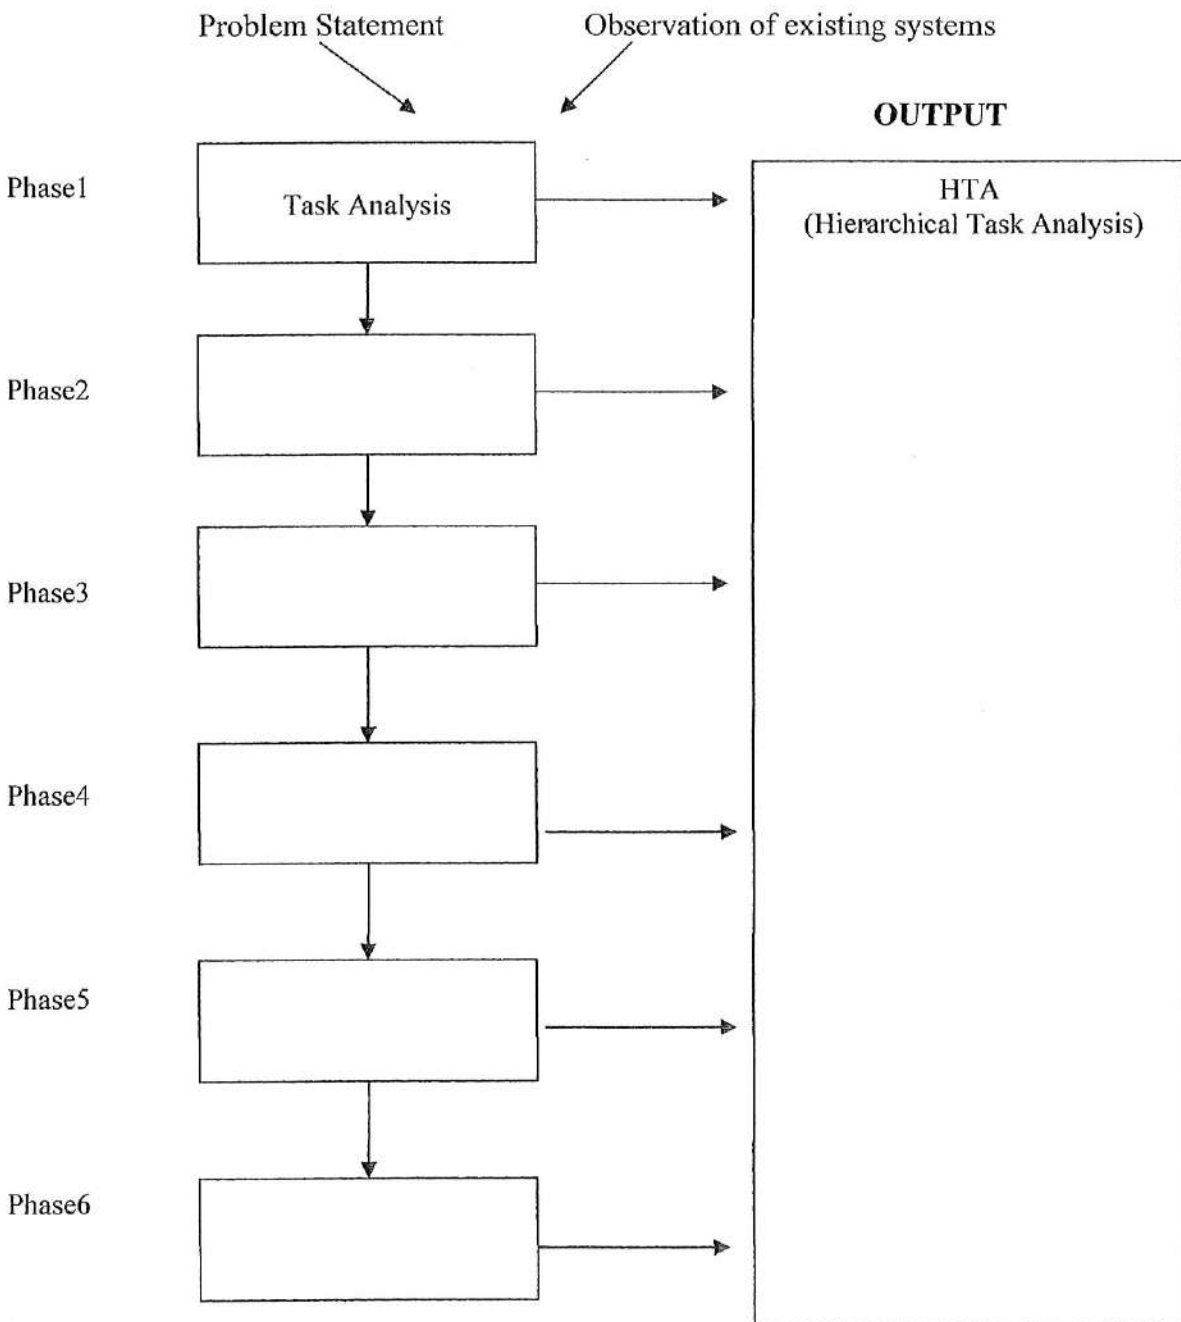 Problem Statement
Observation of existing systems
OUTPUT
Phase1
Task Analysis
HTA
(Hierarchical Task Analysis)
Phase2
Phase3
Phase4
Phase5
Phase6